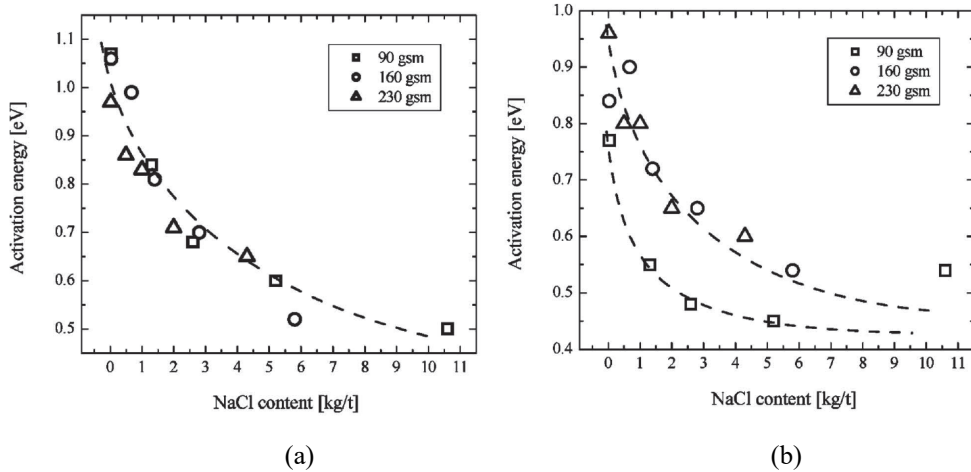 1.1
1.0
0.9
0.8
0.7
0.6
0.5
Activation energy [eV]
90 gsm
160 gsm
230 gsm
0 1 2 3 4 5 6 7 8 9 10 11
NaCl content [kg/t]
(a)
1.0
0.9
0.8
0.7
0.6
0.5
0.4
Activation energy [eV]
90 gsm
160 gsm
230 gsm
0 1 2 3 4 5 6 7 8 9 10 11
NaCl content [kg/t]
(b)